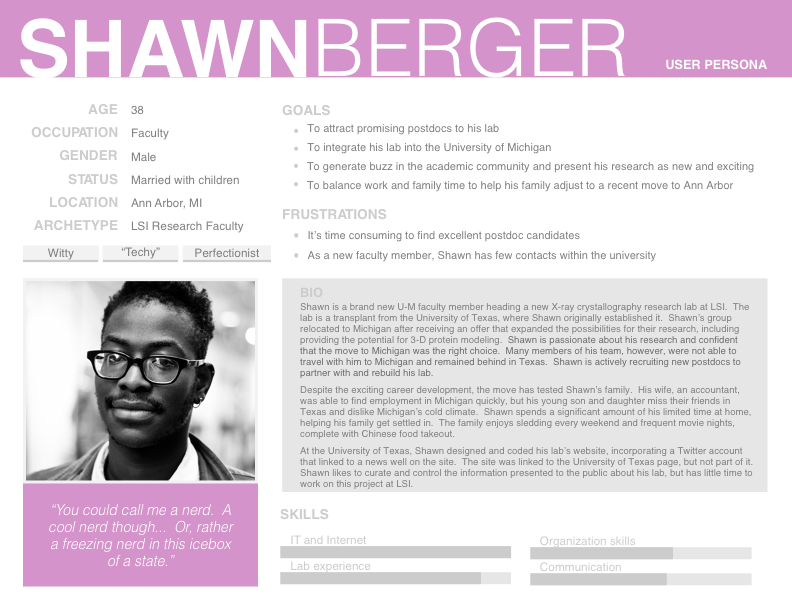 SHAWNBERGER
USER PERSONA
AGE 38
OCCUPATION Faculty
GENDER Male
STATUS Married with children
LOCATION Ann Arbor, MI
ARCHETYPE LSI Research Faculty
Witty “Techy” Perfectionist
GOALS
To attract promising postdocs to his lab
To integrate his lab into the University of Michigan
To generate buzz in the academic community and present his research as new and exciting
To balance work and family time to help his family adjust to a recent move to Ann Arbor
FRUSTRATIONS
It’s time consuming to find excellent postdoc candidates
As a new faculty member, Shawn has few contacts within the university
“You could call me a nerd. A
cool nerd though... Or, rather
a freezing nerd in this icebox
of a state.”
BIO
Shawn is a brand new U-M faculty member heading a new X-ray crystallography research lab at LSI. The
lab is a transplant from the University of Texas, where Shawn originally established it. Shawn’s group
relocated to Michigan after receiving an offer that expanded the possibilities for their research, including
providing the potential for 3-D protein modeling. Shawn is passionate about his research and confident
that the move to Michigan was the right choice. Many members of his team, however, were not able to
travel with him to Michigan and remained behind in Texas. Shawn is actively recruiting new postdocs to
partner with and rebuild his lab.
Despite the exciting career development, the move has tested Shawn’s family. His wife, an accountant,
was able to find employment in Michigan quickly, but his young son and daughter miss their friends in
Texas and dislike Michigan’s cold climate. Shawn spends a significant amount of his limited time at home,
helping his family get settled in. The family enjoys sledding every weekend and frequent movie nights,
complete with Chinese food takeout.
At the University of Texas, Shawn designed and coded his lab’s website, incorporating a Twitter account
that linked to a news well on the site. The site was linked to the University of Texas page, but not part of it.
Shawn likes to curate and control the information presented to the public about his lab, but has little time to
work on this project at LSI.
SKILLS
IT and Internet
Lab experience
Organization skills
Communication